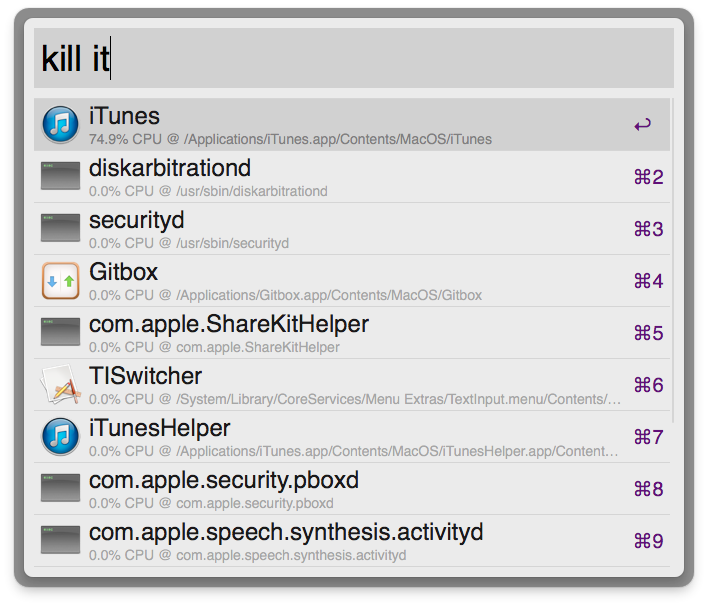 kill it
iTunes
74.9% CPU @ /Applications/iTunes.app/Contents/MacOS/iTunes
↩
diskarbitrationd
0.0% CPU @ /usr/sbin/diskarbitrationd
⌘2
securityd
0.0% CPU @ /usr/sbin/securityd
⌘3
Gitbox
0.0% CPU @ /Applications/Gitbox.app/Contents/MacOS/Gitbox
⌘4
com.apple.ShareKitHelper
0.0% CPU @ com.apple.ShareKitHelper
⌘5
TISwitcher
0.0% CPU @ /System/Library/CoreServices/Menu Extras/TextInput.menu/Contents/…
⌘6
iTunesHelper
0.0% CPU @ /Applications/iTunes.app/Contents/MacOS/iTunesHelper.app/Content…
⌘7
com.apple.security.pboxd
0.0% CPU @ com.apple.security.pboxd
⌘8
com.apple.speech.synthesis.activityd
0.0% CPU @ com.apple.speech.synthesis.activityd
⌘9